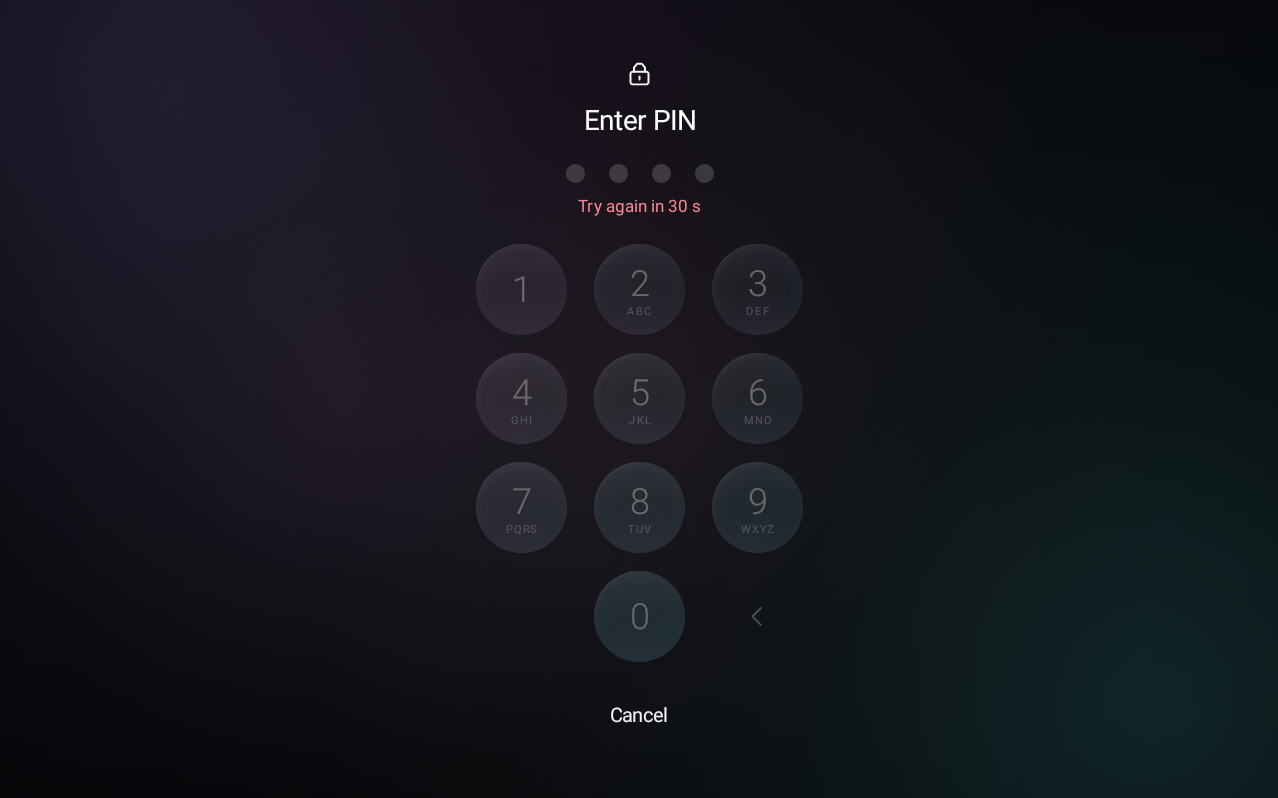 Enter PIN
Try again in 30 s
1
2
ABC
3
DEF
4
GHI
5
JKL
6
MNO
7
PQRS
8
TUV
9
WXYZ
0
Cancel